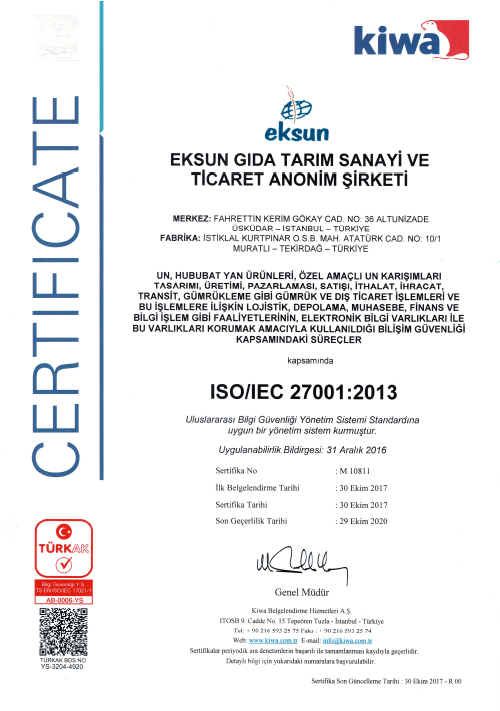 kiwa
CERTIFICATE
eksun
EKSUN GIDA TARIM SANAYİ VE
TİCARET ANONİM ŞİRKETİ
MERKEZ: FAHRETTİN KERİM GÖKAY CAD. NO: 36 ALTUNİZADE
ÜSKÜDAR – İSTANBUL – TÜRKİYE
FABRİKA: İSTİKLAL KURTPINAR O.S.B. MAH. ATATÜRK CAD. NO: 10/1
MURATLI – TEKİRDAĞ – TÜRKİYE
UN, HUBUBAT YAN ÜRÜNLERİ, ÖZEL AMAÇLI UN KARIŞIMLARI
TASARIMI, ÜRETİMİ, PAZARLAMASI, SATIŞI, İTHALAT, İHRACAT,
TRANSİT, GÜMRÜKLEME GİBİ GÜMRÜK VE DIŞ TİCARET İŞLEMLERİ VE
BU İŞLEMLERE İLİŞKİN LOJİSTİK, DEPOLAMA, MUHASEBE, FİNANS VE
BİLGİ İŞLEM GİBİ FAALİYETLERİNİN, ELEKTRONİK BİLGİ VARLIKLARI İLE
BU VARLIKLARI KORUMAK AMACIYLA KULLANILDIĞI BİLİŞİM GÜVENLİĞİ
KAPSAMINDAKİ SÜREÇLER
kapsamında
ISO/IEC 27001:2013
Uluslararası Bilgi Güvenliği Yönetim Sistemi Standardına
uygun bir yönetim sistem kurmuştur.
Uygulanabilirlik Bildirgesi: 31 Aralık 2016
Sertifika No : M 10811
İlk Belgelendirme Tarihi : 30 Ekim 2017
Sertifika Tarihi : 30 Ekim 2017
Son Geçerlilik Tarihi : 29 Ekim 2020
TÜRKAK
Bilgi Güvenliği Y.S.
TS EN ISO/IEC 17021-1
AB-0006-YS
TÜRKAK BDS NO
YS-3204-4920
Genel Müdür
Kiwa Belgelendirme Hizmetleri A.Ş.
ITOSB 9. Cadde No. 15 Tepeören Tuzla - Istanbul - Türkiye
Tel: + 90 216 593 25 75 Faks : + 90 216 593 25 74
Web: www.kiwa.com.tr E-mail: info@kiwa.com.tr
Sertifikalar periyodik ara denetimlerin başarılı ile tamamlanması kaydıyla geçerlidir.
Detaylı bilgi için yukarıdaki numaralara başvurulabilir.
Sertifika Son Güncelleme Tarihi : 30 Ekim 2017 - R 00